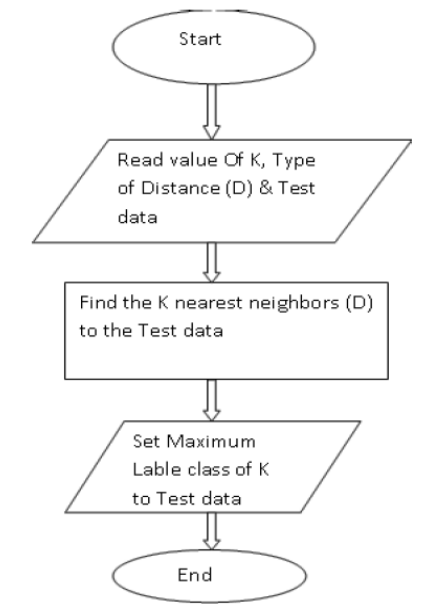 Start
Read value Of K, Type
of Distance (D) & Test
data
Find the K nearest neighbors (D)
to the Test data
Set Maximum
Lable class of K
to Test data
End